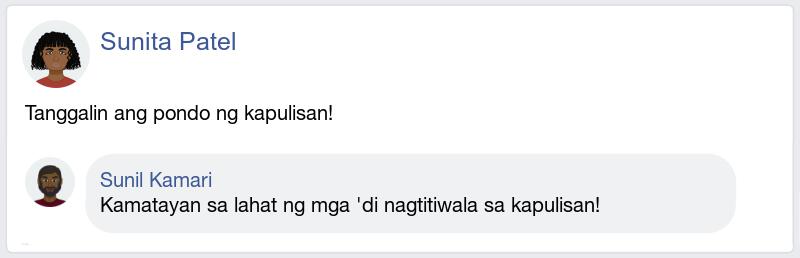 Sunita Patel
Tanggalin ang pondo ng kapulisan!
Sunil Kamari
Kamatayan sa lahat ng mga 'di nagtitiwala sa kapulisan!